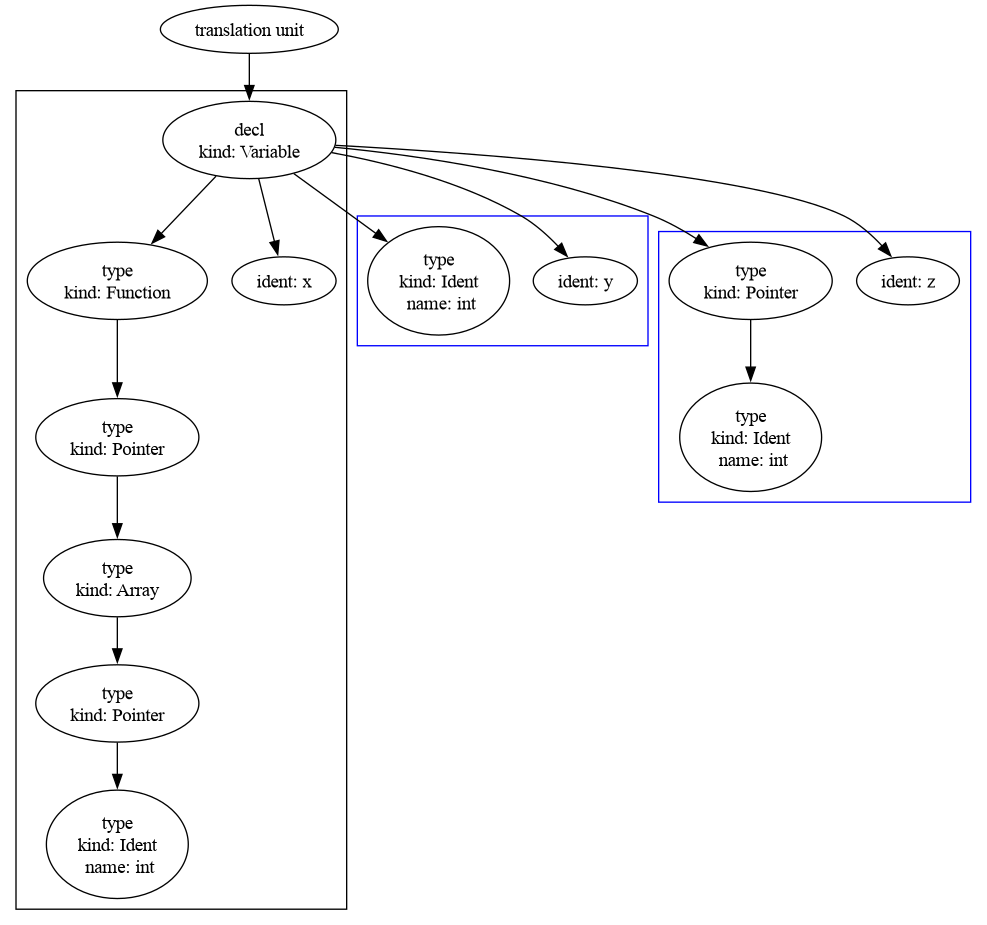 translation unit
decl
kind: Variable
type
kind: Function
ident: x
type
kind: Ident
name: int
ident: y
type
kind: Pointer
ident: z
type
kind: Pointer
type
kind: Ident
name: int
type
kind: Array
type
kind: Pointer
type
kind: Ident
name: int